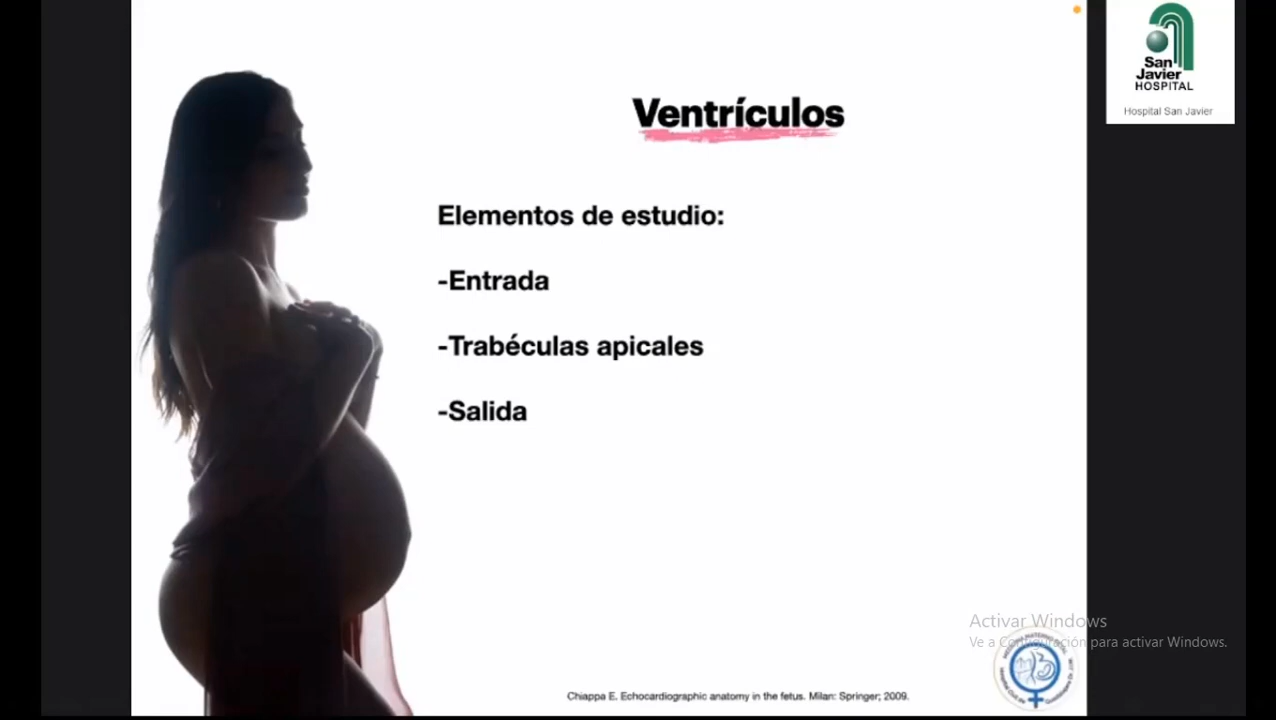 San
Javier
HOSPITAL
Hospital San Javier
Ventrículos
Elementos de estudio:
-Entrada
-Trabéculas apicales
-Salida
Activar Windows
Ve a Configuración para activar Windows.
Chiappa E. Echocardiographic anatomy in the fetus. Milan: Springer; 2009.